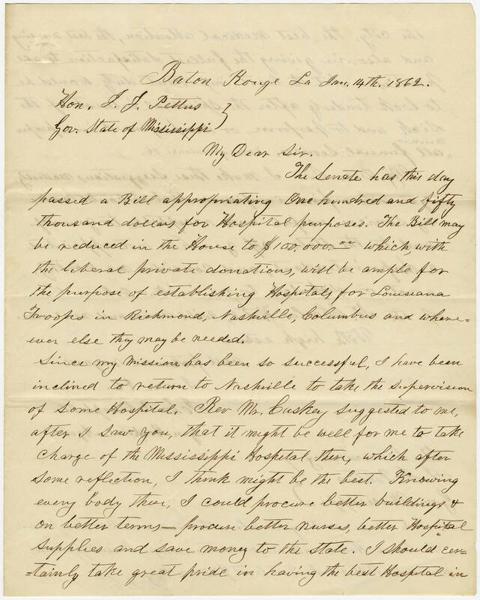 Baton Rouge La Jan. 14th. 1862.
Hon. J. J. Pettus }
Gov. State of Mississippi
My Dear Sir.
The Senate has this day
passed a Bill appropriating One hundred and fifty
thousand dollars for Hospital purposes. The Bill may
be reduced in the House to $100,000.00 which, with
the liberal private donations, will be ample for
the purpose of establishing Hospitals for Louisiana
Troops in Richmond, Nashville, Columbus and wher-
ever else they may be needed.
Since my mission has been so successful, I have been
inclined to return to Nashville to take the supervision
of some Hospital. Rev Mr. Caskey suggested to me,
after I saw you, that it might be well for me to take
charge of the Mississippi Hospital there, which after
some reflection, I think might be the best. Knowing
every body there, I could procure better buildings &
on better terms — procure better nurses, better Hospital
supplies and save money to the State. I should cer-
=tainly take great pride in having the best Hospital in